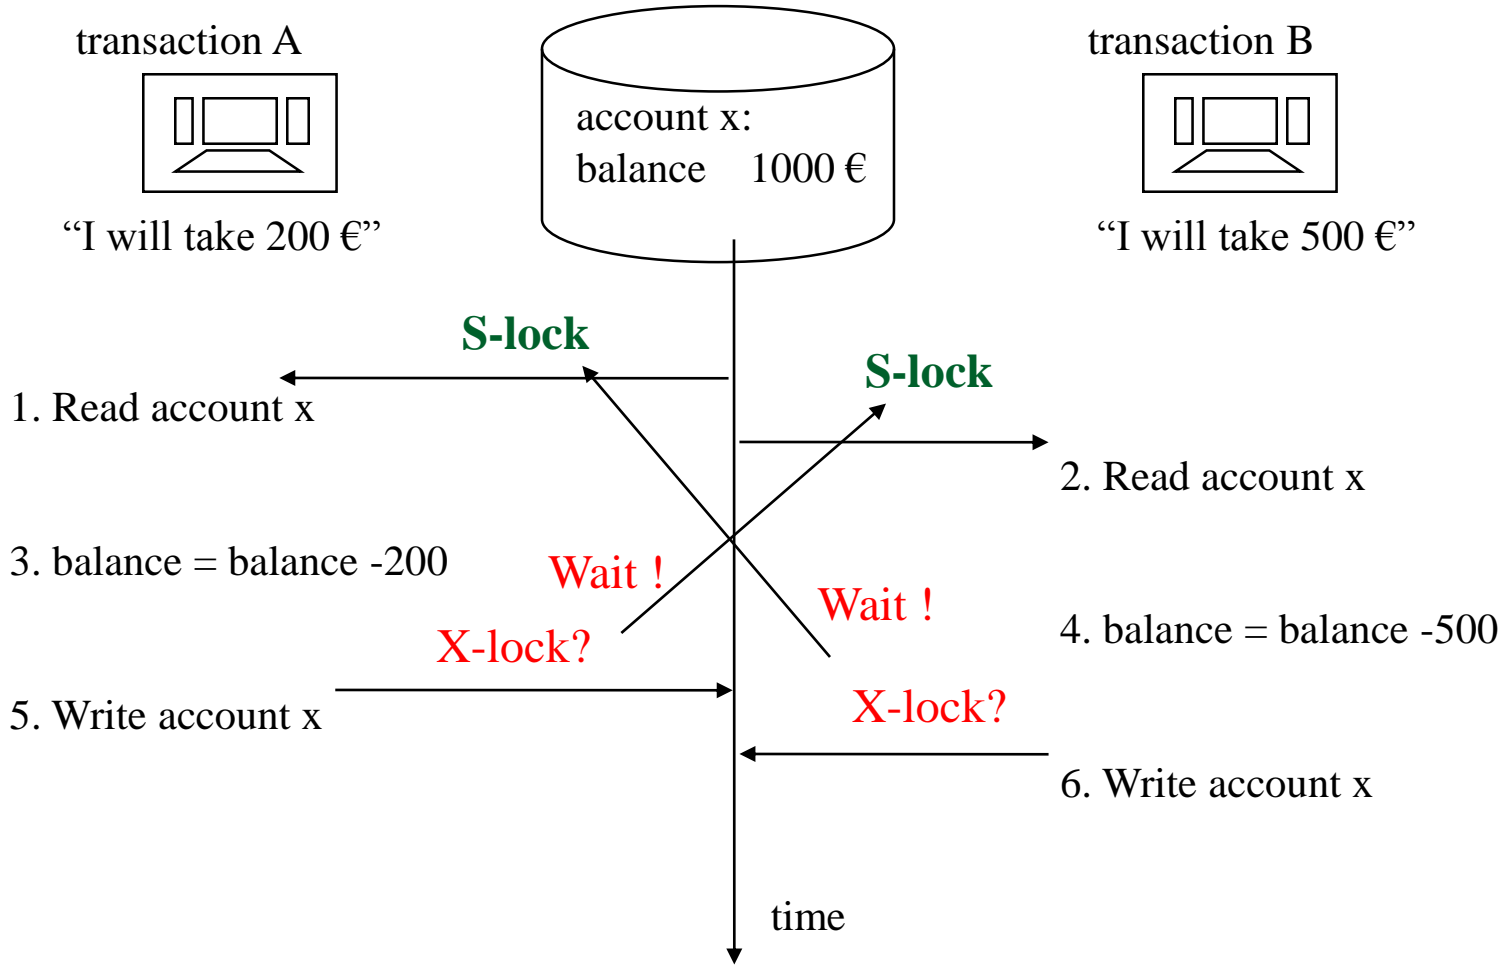 transaction A
transaction B
account x:
balance 1000 €
“I will take 200 €”
“I will take 500 €”
S-lock
S-lock
1. Read account x
2. Read account x
3. balance = balance -200
Wait !
Wait !
4. balance = balance -500
X-lock?
X-lock?
5. Write account x
6. Write account x
time